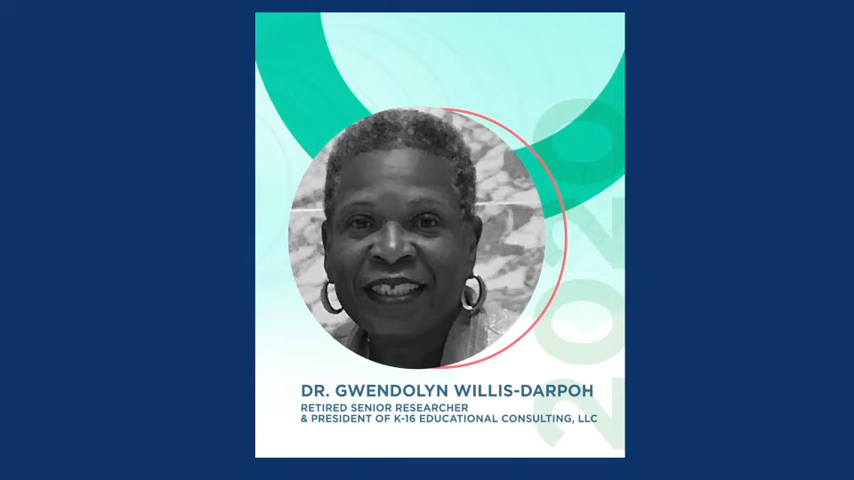 2020
DR. GWENDOLYN WILLIS-DARPOH
RETIRED SENIOR RESEARCHER
& PRESIDENT OF K-16 EDUCATIONAL CONSULTING, LLC